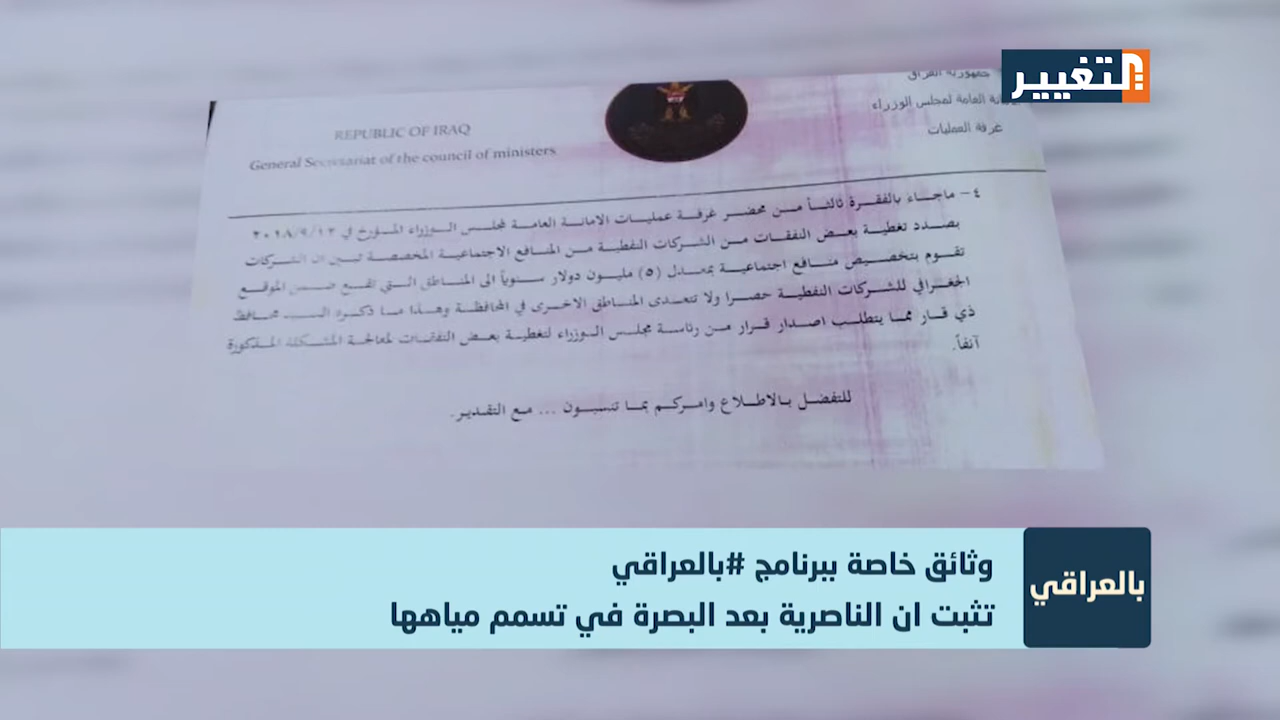 التغيير
جمهورية العراق
الامانة العامة لمجلس الوزراء
غرفة العمليات
REPUBLIC OF IRAQ
General Secretariat of the council of ministers
٤- ماجاء بالفقرة ثالثاً من محضر غرفة عمليات الامانة العامة لمجلس الوزراء المؤرخ في ٢٠١٨/٩/١٣
بصدد تغطية بعض النفقات من الشركات النفطية من المنافع الاجتماعية المخصصة تبين ان الشركات
تقوم بتخصيص منافع اجتماعية بمعدل (٥) مليون دولار سنوياً الى المناطق التي تقع ضمن الموقع
الجغرافي للشركات النفطية حصرا ولا تتعدى المناطق الاخرى في المحافظة وهذا ما ذكره السيد محافظ
ذي قار مما يتطلب اصدار قرار من رئاسة مجلس الوزراء لتغطية بعض النفقات لمعالجة المشكلة المذكورة
آنفاً.
للتفضل بالاطلاع وامركم بما تنسبون ... مع التقدير.
بالعراقي
وثائق خاصة ببرنامج #بالعراقي
تثبت ان الناصرية بعد البصرة في تسمم مياهها